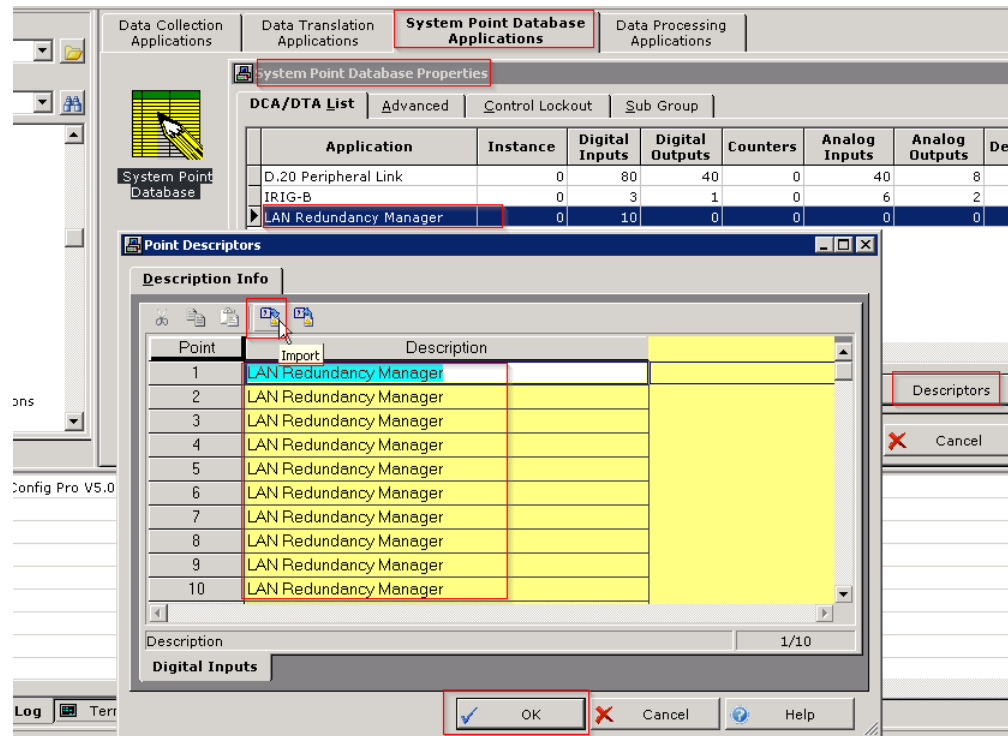 Data Collection
Applications
Data Translation
Applications
System Point Database
Applications
Data Processing
Applications
System Point Database Properties
DCA/DTA List
Advanced
Control Lockout
Sub Group
System Point
Database
Application Instance Digital Inputs Digital Outputs Counters Analog Inputs Analog Outputs De
D.20 Peripheral Link 0 80 40 0 40 8
IRIG-B 0 3 1 0 6 2
LAN Redundancy Manager 0 10 0 0 0 0
Point Descriptors
Description Info
Import
Point Description
1 LAN Redundancy Manager
2 LAN Redundancy Manager
3 LAN Redundancy Manager
4 LAN Redundancy Manager
5 LAN Redundancy Manager
6 LAN Redundancy Manager
7 LAN Redundancy Manager
8 LAN Redundancy Manager
9 LAN Redundancy Manager
10 LAN Redundancy Manager
Description 1/10
Digital Inputs
OK
Cancel
Help
ons
Descriptors
Cancel
Config Pro V5.0
Log
Terr